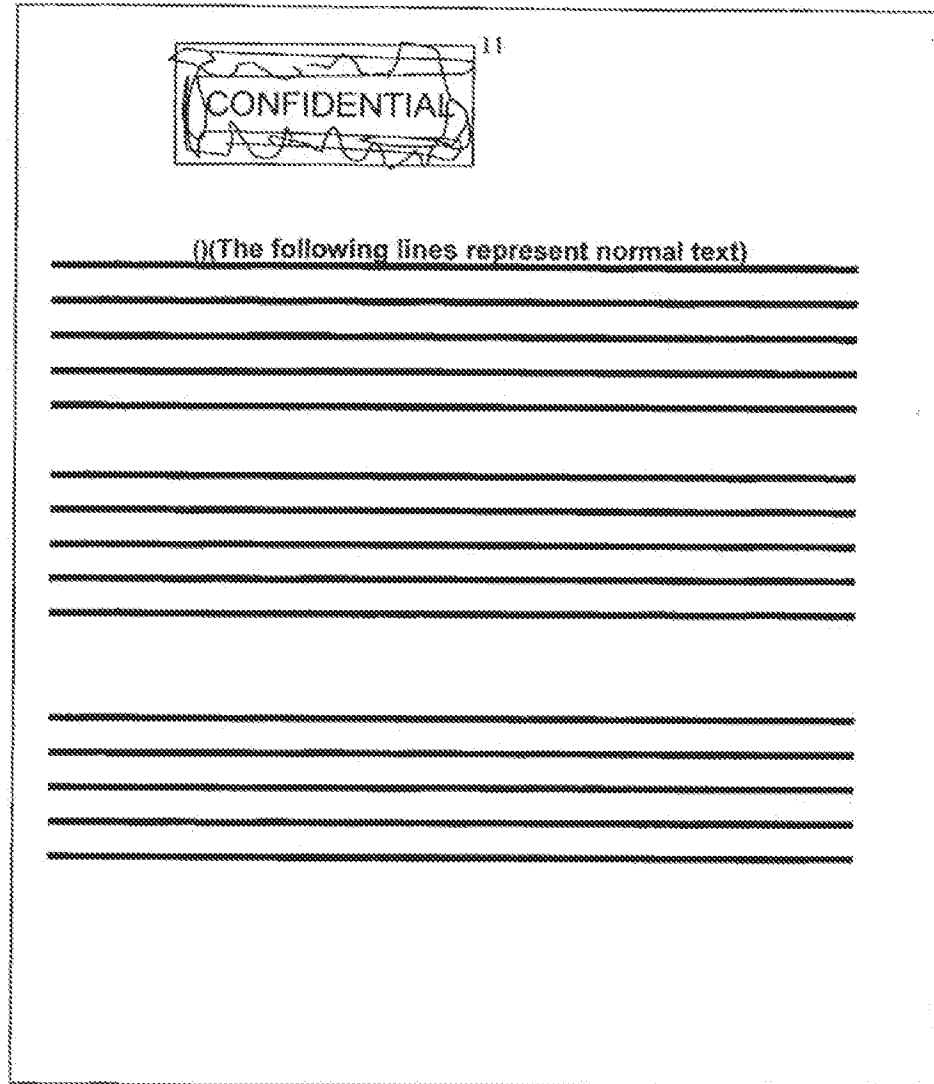 11
CONFIDENTIAL
()(The following lines represent normal text)